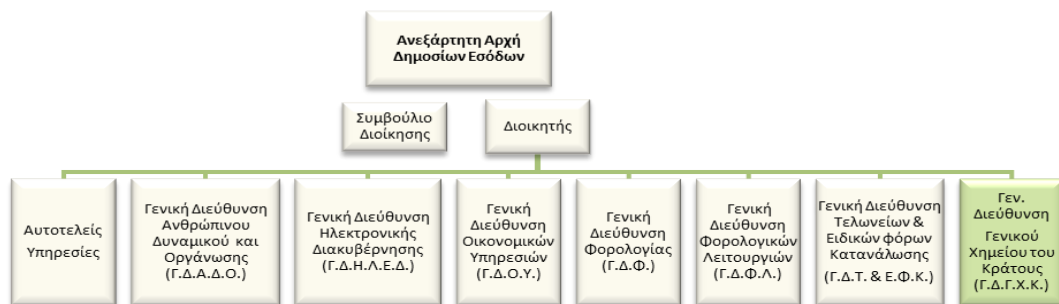 Ανεξάρτητη Αρχή
Δημοσίων Εσόδων
Συμβούλιο
Διοίκησης
Διοικητής
Αυτοτελείς
Υπηρεσίες
Γενική Διεύθυνση
Ανθρώπινου
Δυναμικού και
Οργάνωσης
(Γ.Δ.Α.Δ.Ο.)
Γενική Διεύθυνση
Ηλεκτρονικής
Διακυβέρνησης
(Γ.Δ.Η.Λ.Ε.Δ.)
Γενική
Διεύθυνση
Οικονομικών
Υπηρεσιών
(Γ.Δ.Ο.Υ.)
Γενική
Διεύθυνση
Φορολογίας
(Γ.Δ.Φ.)
Γενική
Διεύθυνση
Φορολογικών
Λειτουργιών
(Γ.Δ.Φ.Λ.)
Γενική Διεύθυνση
Τελωνείων &
Ειδικών φόρων
Κατανάλωσης
(Γ.Δ.Τ. & Ε.Φ.Κ.)
Γεν.
Διεύθυνση
Γενικού
Χημείου του
Κράτους
(Γ.Δ.Γ.Χ.Κ.)